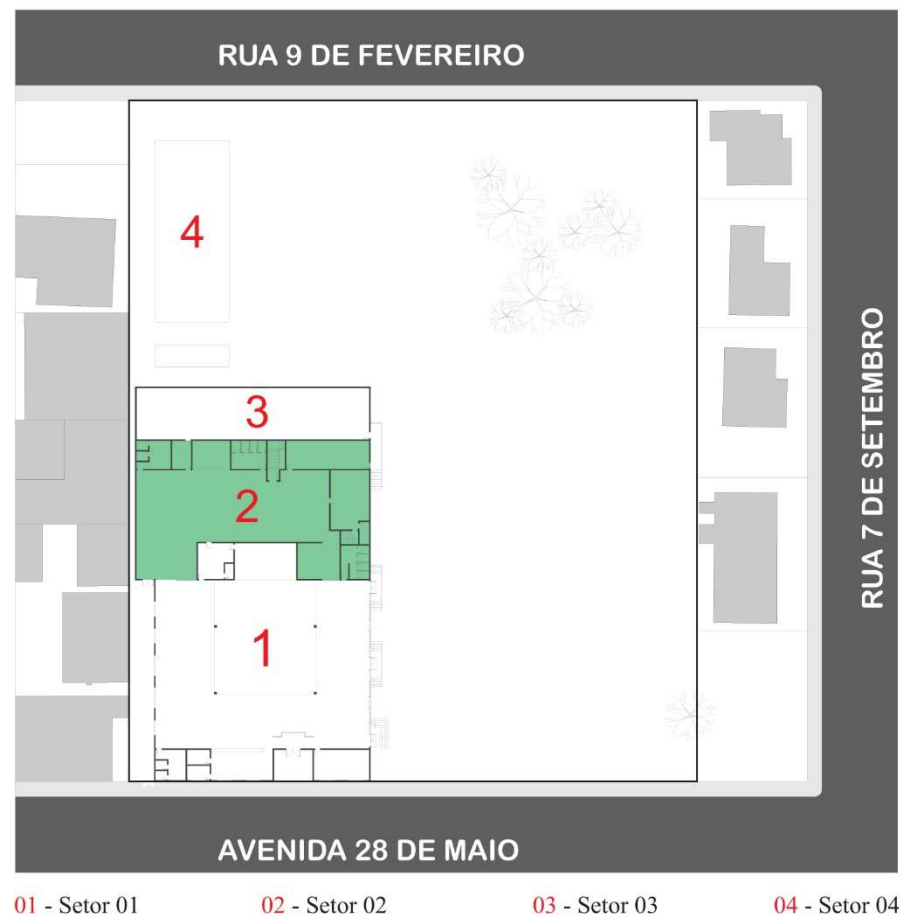 RUA 9 DE FEVEREIRO
4
3
2
1
RUA 7 DE SETEMBRO
AVENIDA 28 DE MAIO
01 - Setor 01 02 - Setor 02 03 - Setor 03 04 - Setor 04